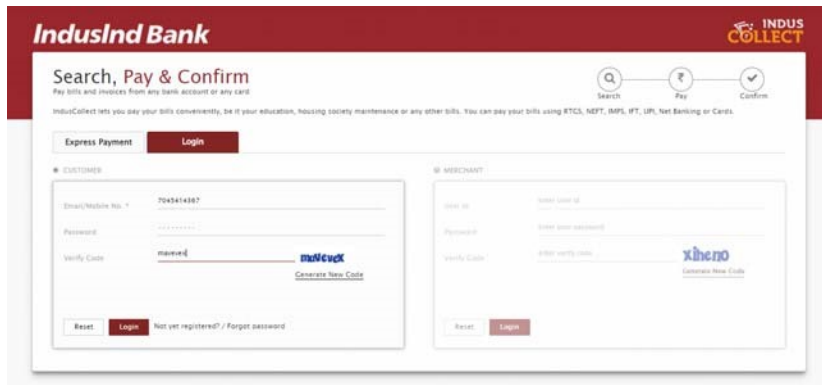 IndusInd Bank
INDUS
COLLECT
Search, Pay & Confirm
Pay bills and invoices from any bank account or any card
Search
Pay
Confirm
IndusCollect lets you pay your bills conveniently, be it your education, housing society maintenance or any other bills. You can pay your bills using RTGS, NEFT, IMPS, IFT, UPI, Net Banking or Cards.
Express Payment
Login
CUSTOMER
Email/Mobile No. *
7045414387
Password
Verify Code
mavevex
mavevex
Generate New Code
Reset
Login
Not yet registered? / Forgot password
MERCHANT
User ID
Enter user id
Password
Enter your password
Verify Code
Enter verify code
xiheno
Generate New Code
Reset
Login